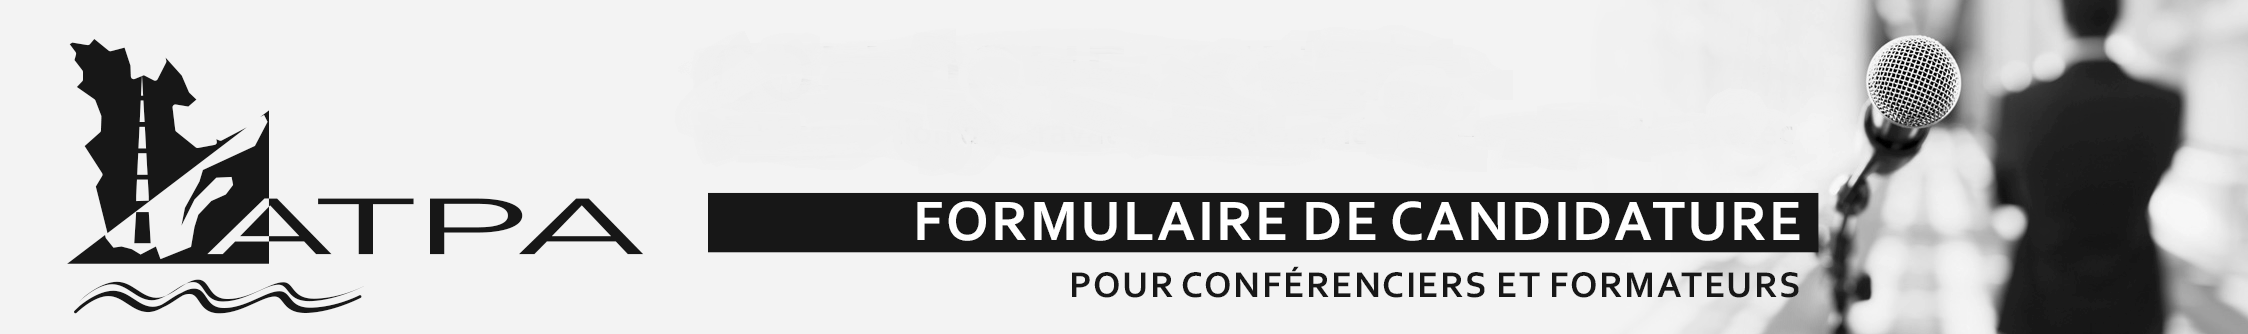 ATPA
FORMULAIRE DE CANDIDATURE
POUR CONFÉRENCIERS ET FORMATEURS